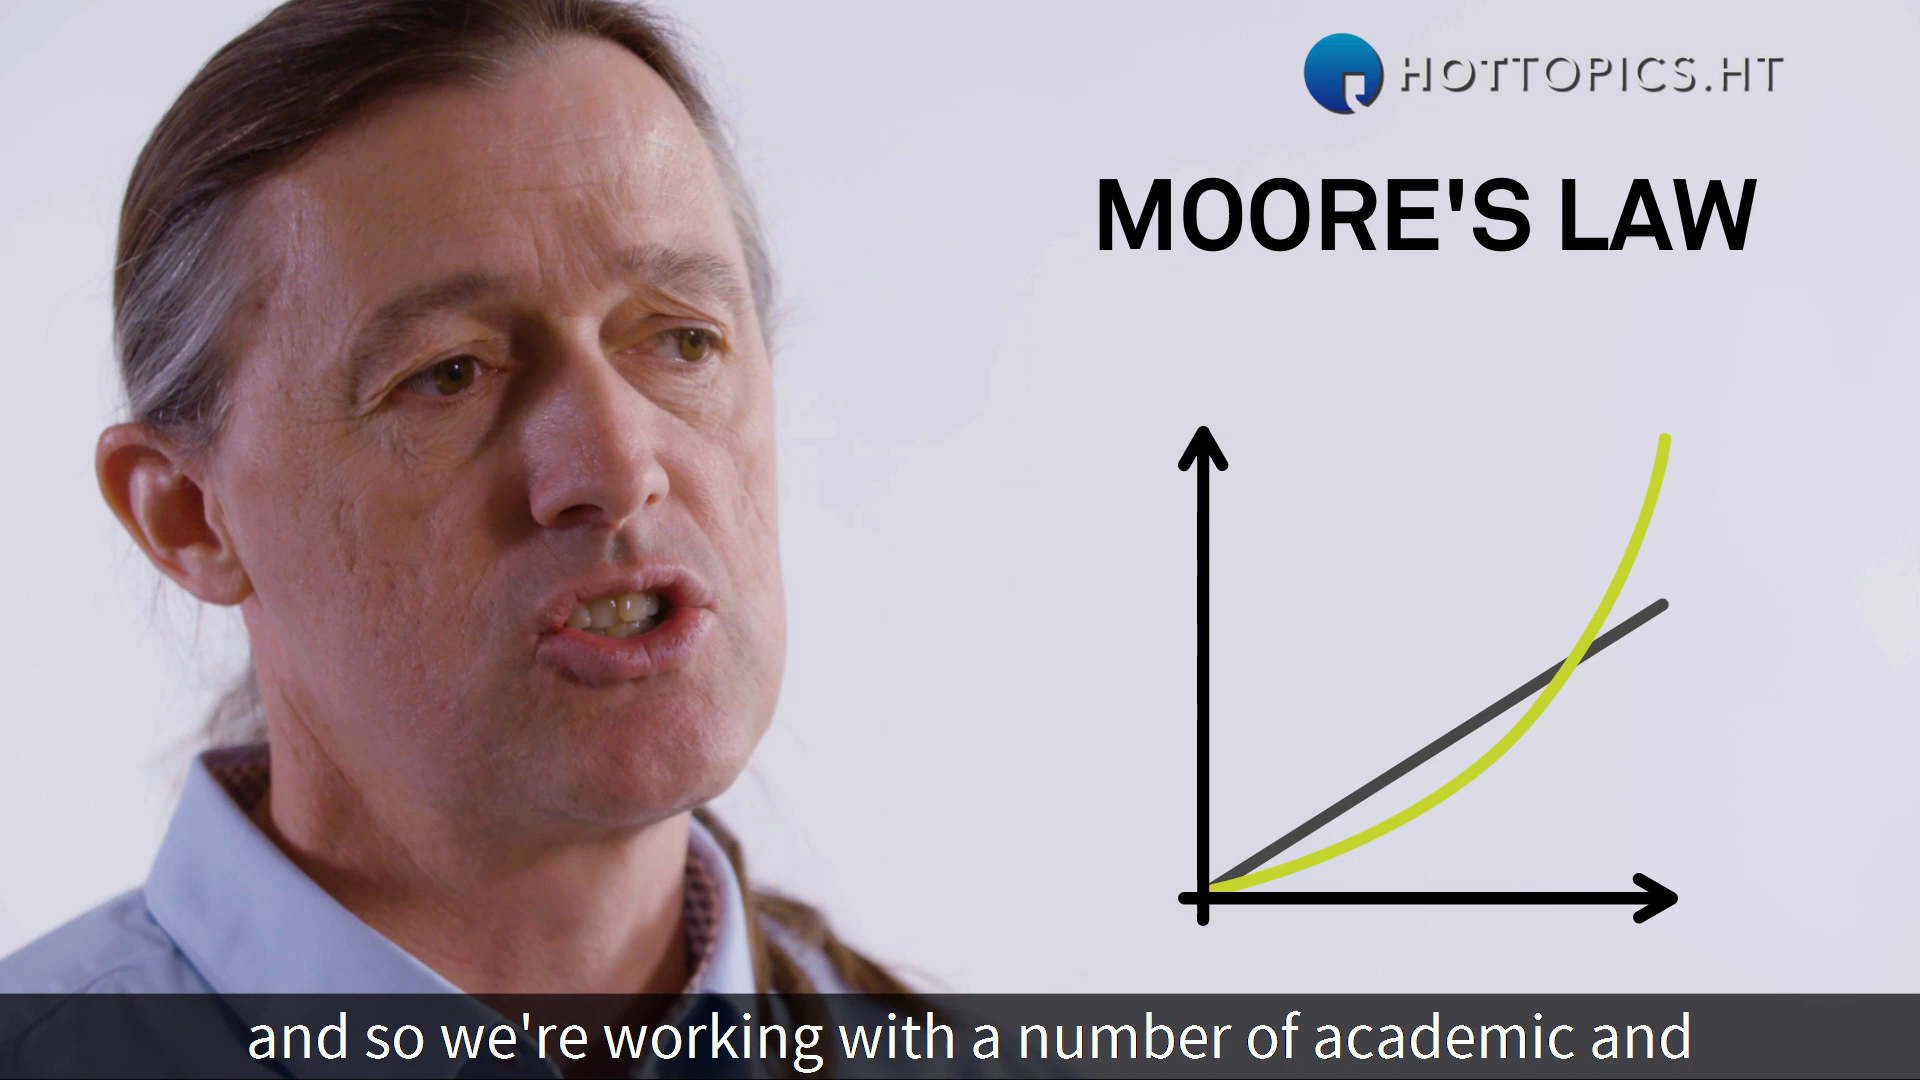 HOTTOPICS.HT
MOORE'S LAW
and so we're working with a number of academic and